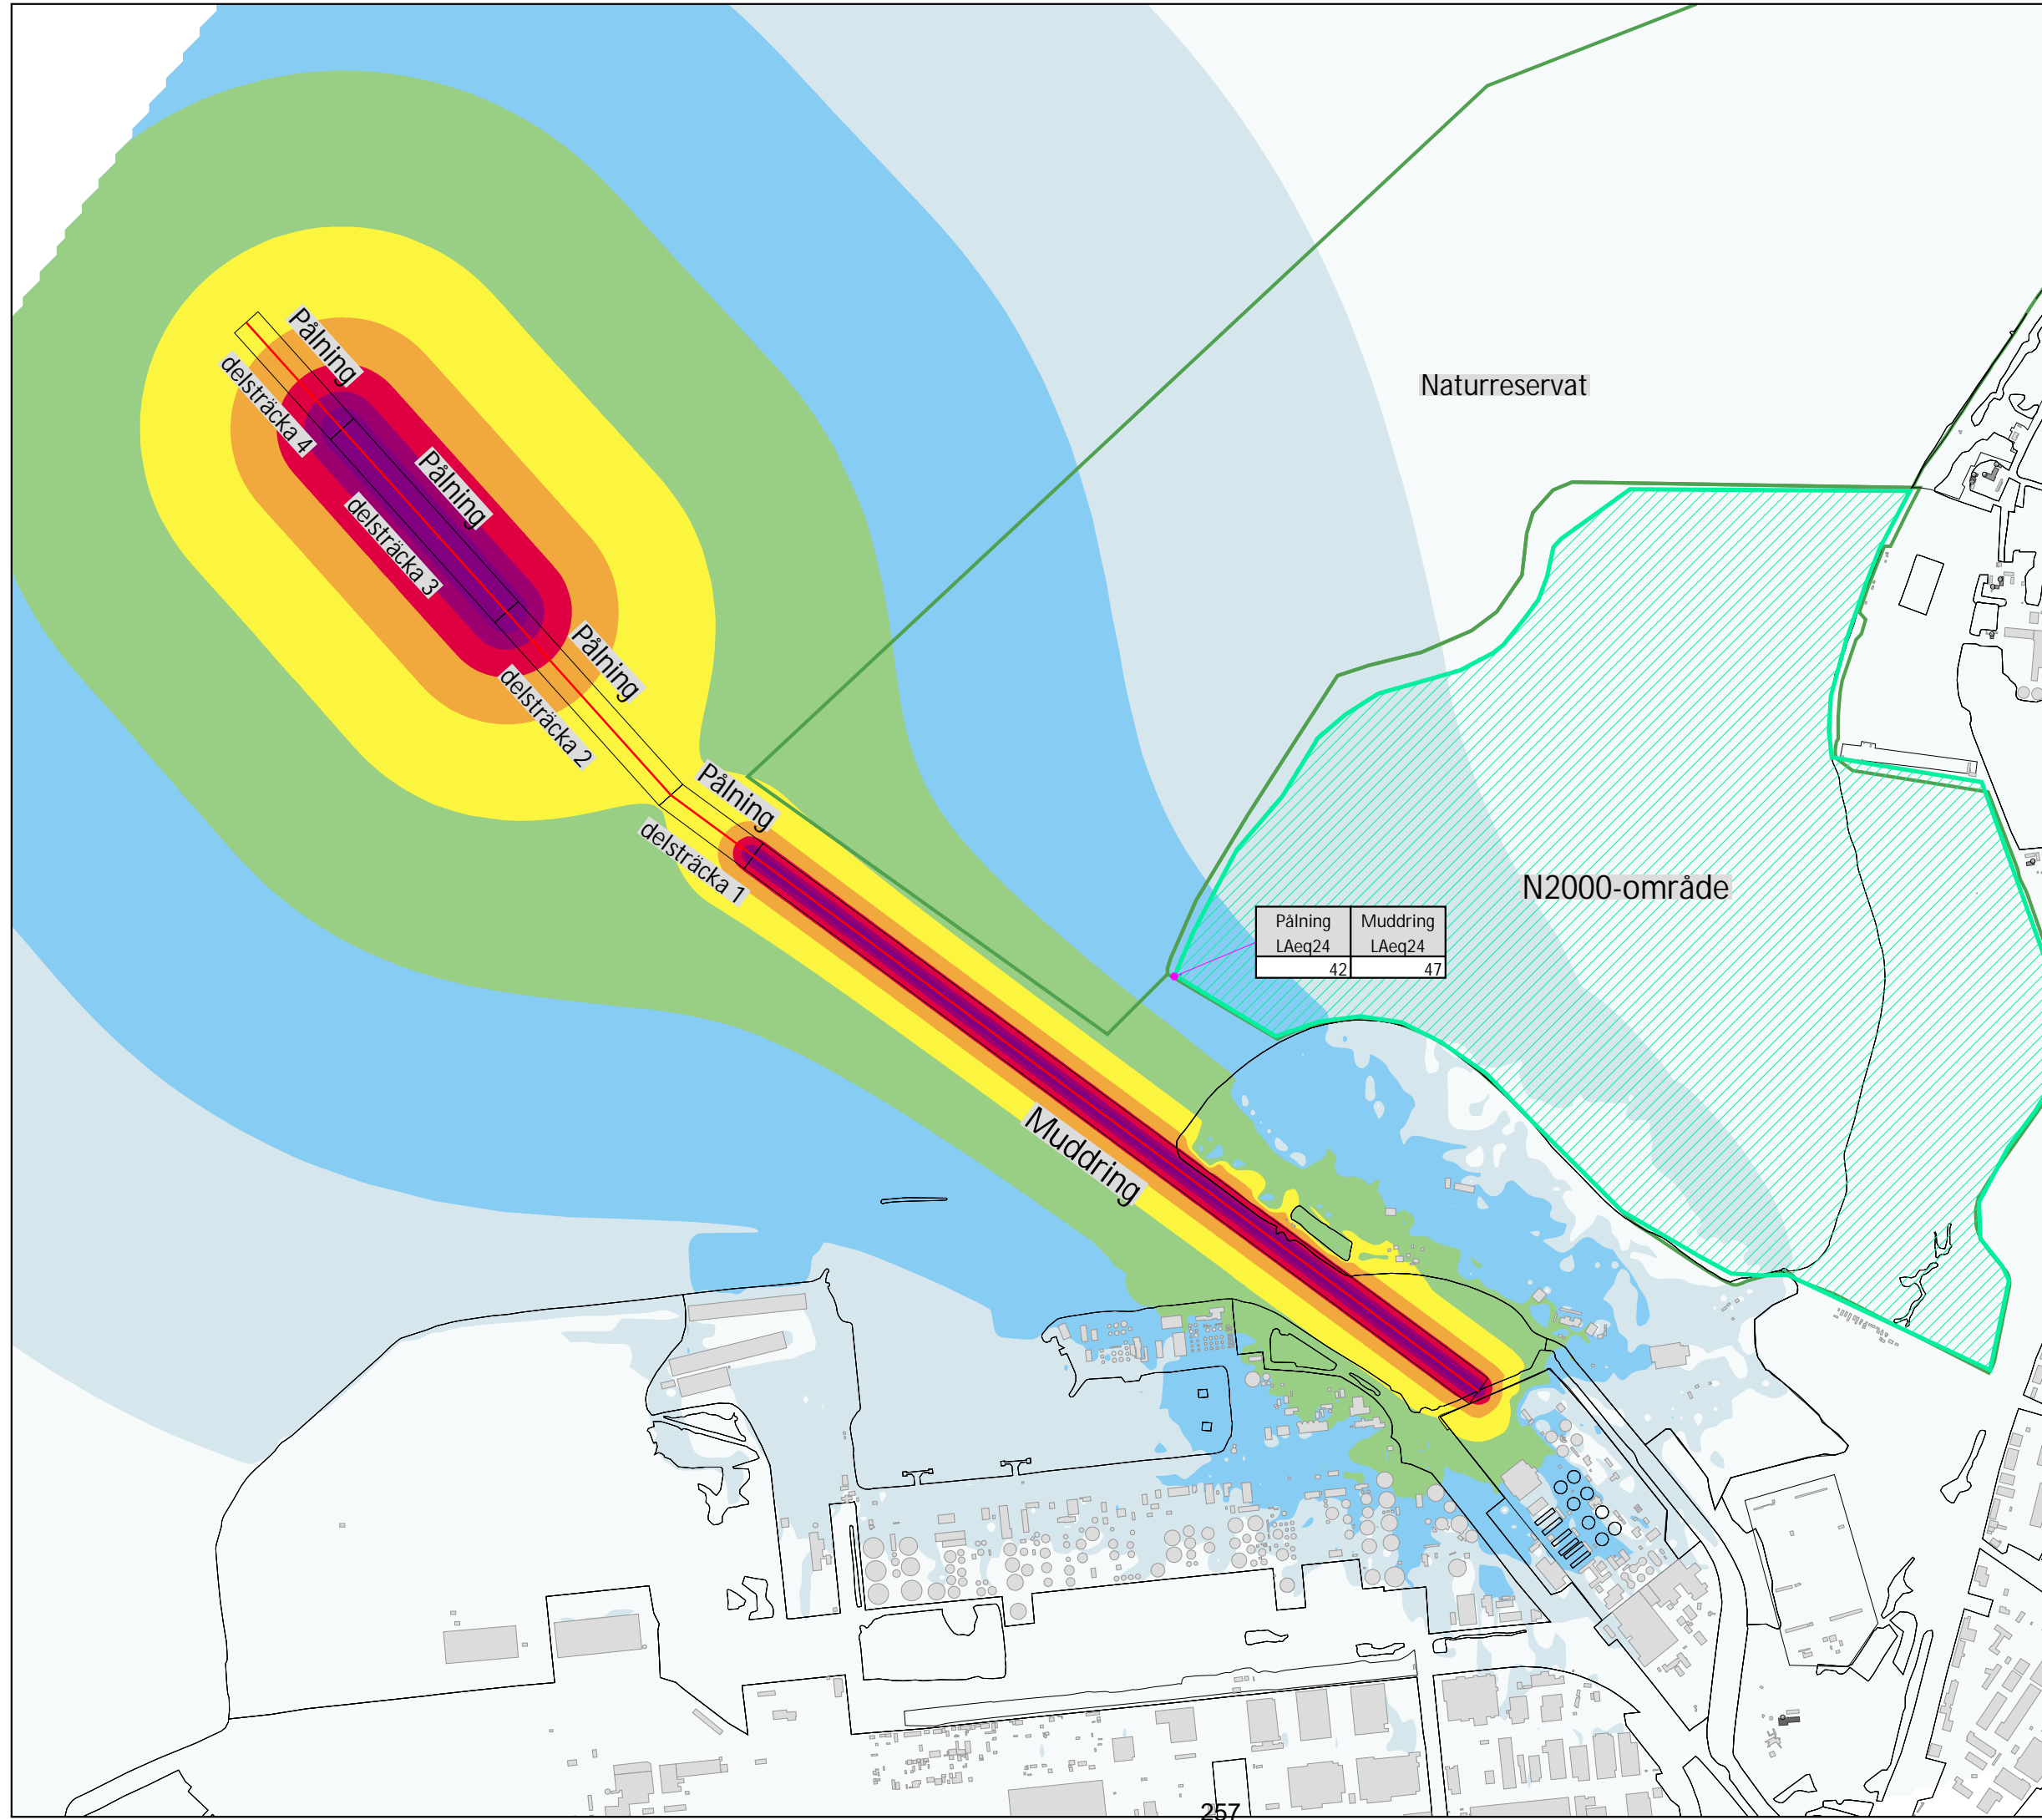 Pålning
delsträcka 4
Pålning
delsträcka 3
Naturreservat
Pålning
delsträcka 2
Pålning
delsträcka 1
N2000-område
Pålning Muddring
LAeq24 LAeq24
42 47
Muddring
257